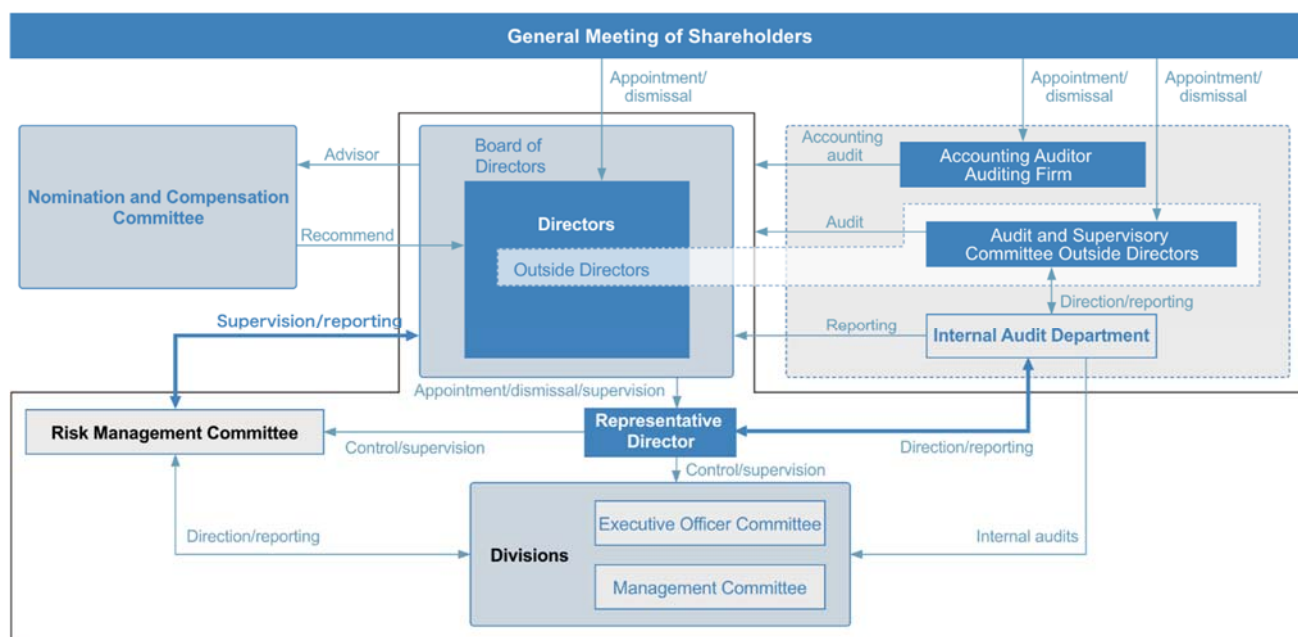 General Meeting of Shareholders
Appointment/
dismissal
Appointment/
dismissal
Appointment/
dismissal
Nomination and Compensation
Committee
Advisor
Recommend
Board of
Directors
Directors
Outside Directors
Accounting
audit
Accounting Auditor
Auditing Firm
Audit
Audit and Supervisory
Committee Outside Directors
Direction/reporting
Reporting
Internal Audit Department
Supervision/reporting
Appointment/dismissal/supervision
Risk Management Committee
Control/supervision
Representative
Director
Direction/reporting
Control/supervision
Direction/reporting
Divisions
Executive Officer Committee
Management Committee
Internal audits